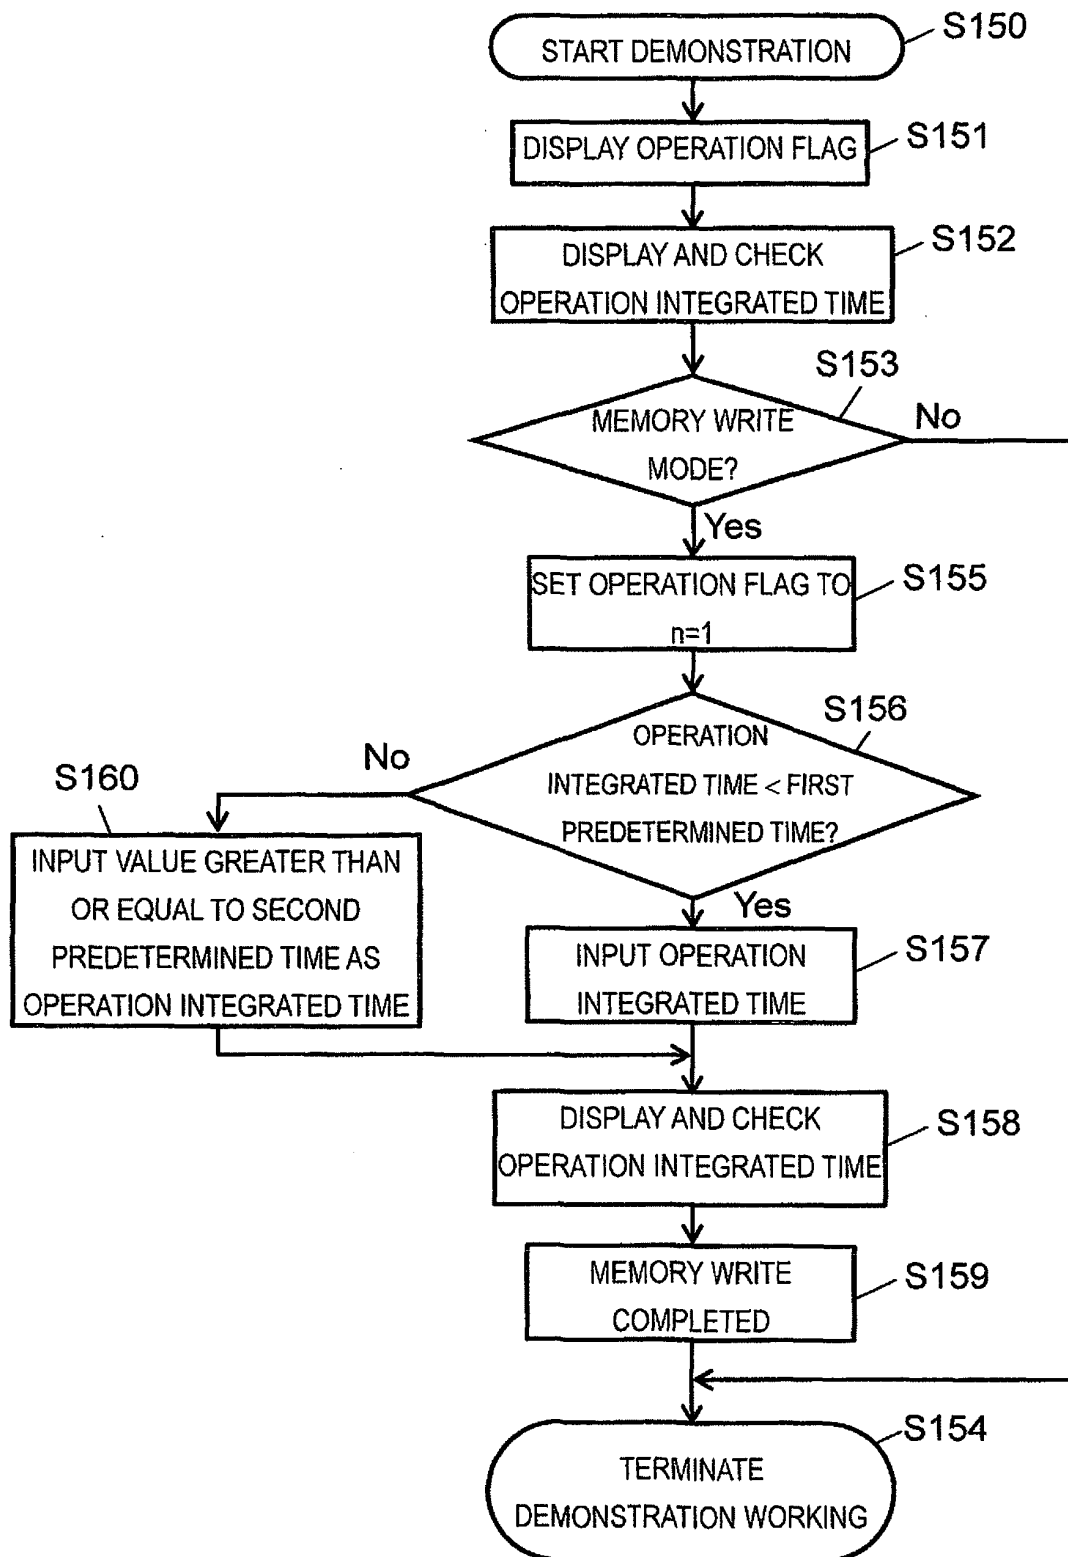 START DEMONSTRATION
S150
DISPLAY OPERATION FLAG
S151
DISPLAY AND CHECK
OPERATION INTEGRATED TIME
S152
MEMORY WRITE
MODE?
S153
No
Yes
SET OPERATION FLAG TO
n=1
S155
OPERATION
INTEGRATED TIME < FIRST
PREDETERMINED TIME?
S156
No
S160
INPUT VALUE GREATER THAN
OR EQUAL TO SECOND
PREDETERMINED TIME AS
OPERATION INTEGRATED TIME
Yes
INPUT OPERATION
INTEGRATED TIME
S157
DISPLAY AND CHECK
OPERATION INTEGRATED TIME
S158
MEMORY WRITE
COMPLETED
S159
TERMINATE
DEMONSTRATION WORKING
S154